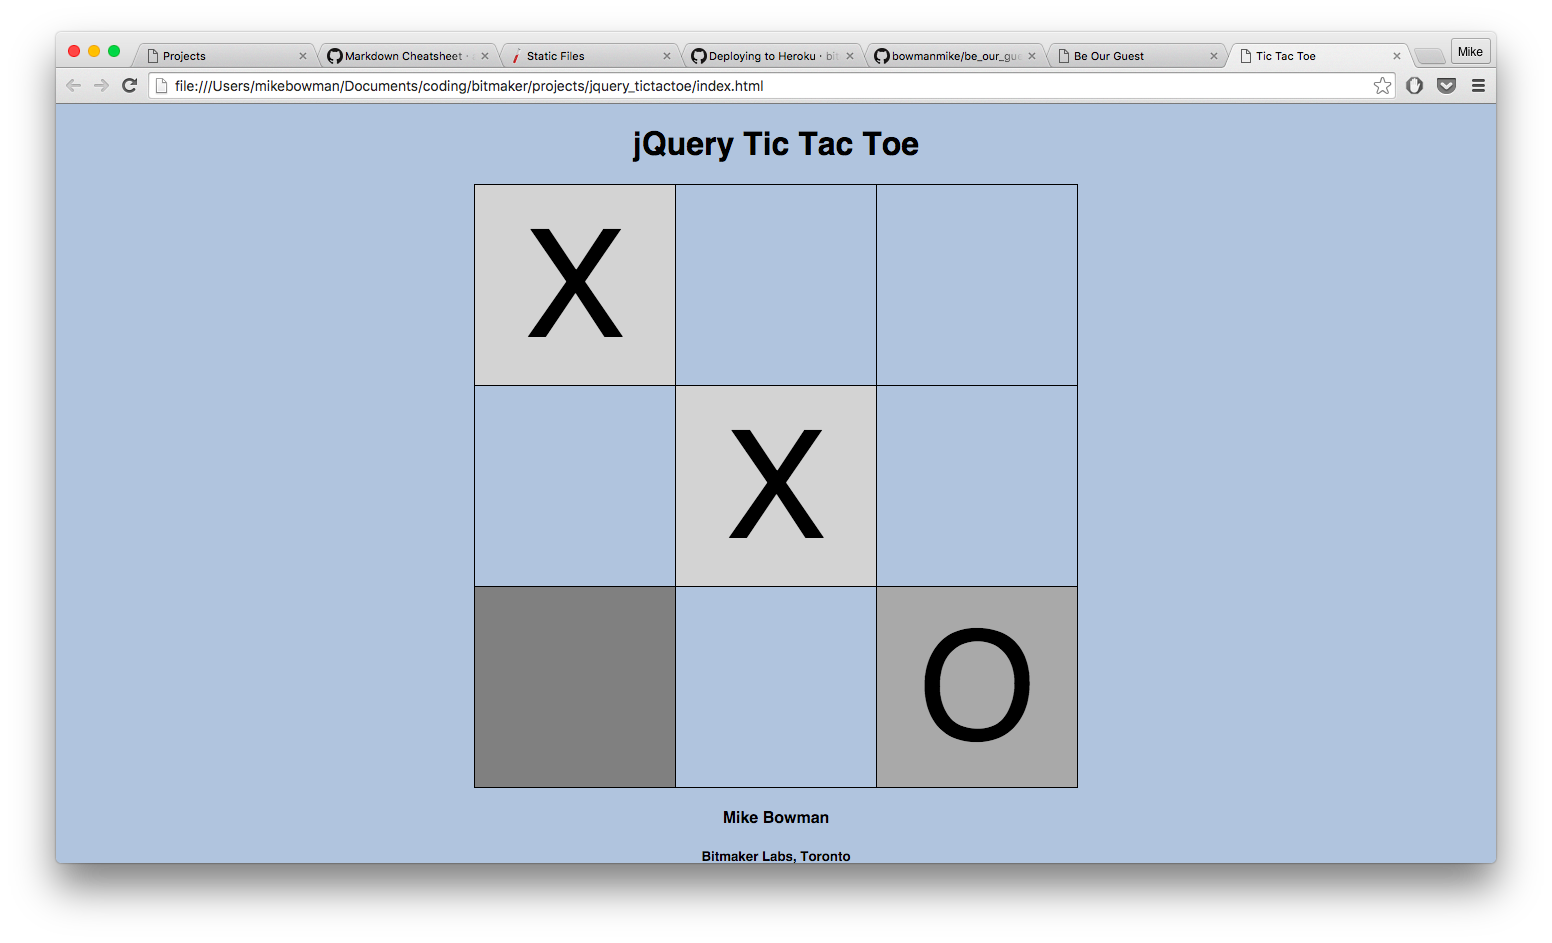 Projects
Markdown Cheatsheet ·
Static Files
Deploying to Heroku · bit
bowmanmike/be_our_gu
Be Our Guest
Tic Tac Toe
Mike
file:///Users/mikebowman/Documents/coding/bitmaker/projects/jquery_tictactoe/index.html
jQuery Tic Tac Toe
X
X
O
Mike Bowman
Bitmaker Labs, Toronto